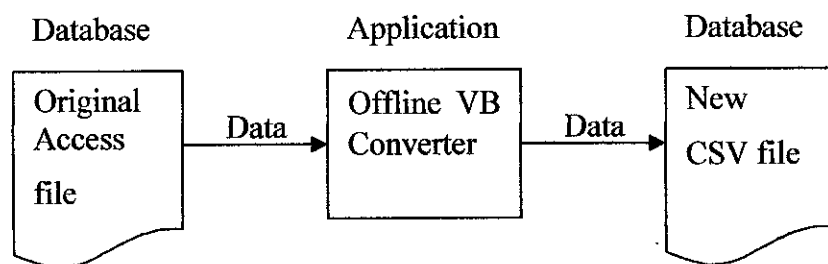 Database
Application
Database
Original
Access
file
Data
Offline VB
Converter
Data
New
CSV file